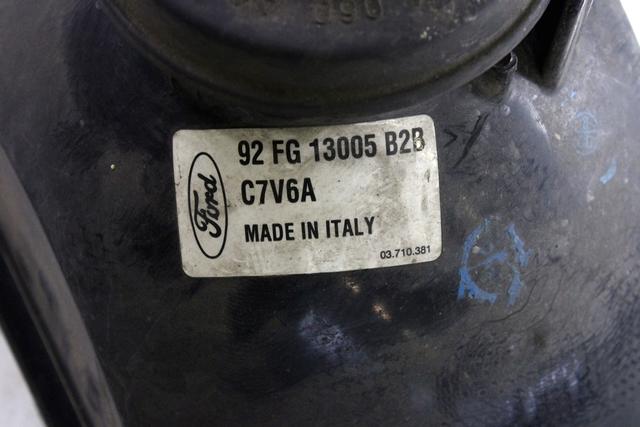 92 FG 13005 B2B
C7V6A
Ford
MADE IN ITALY
03.710.381